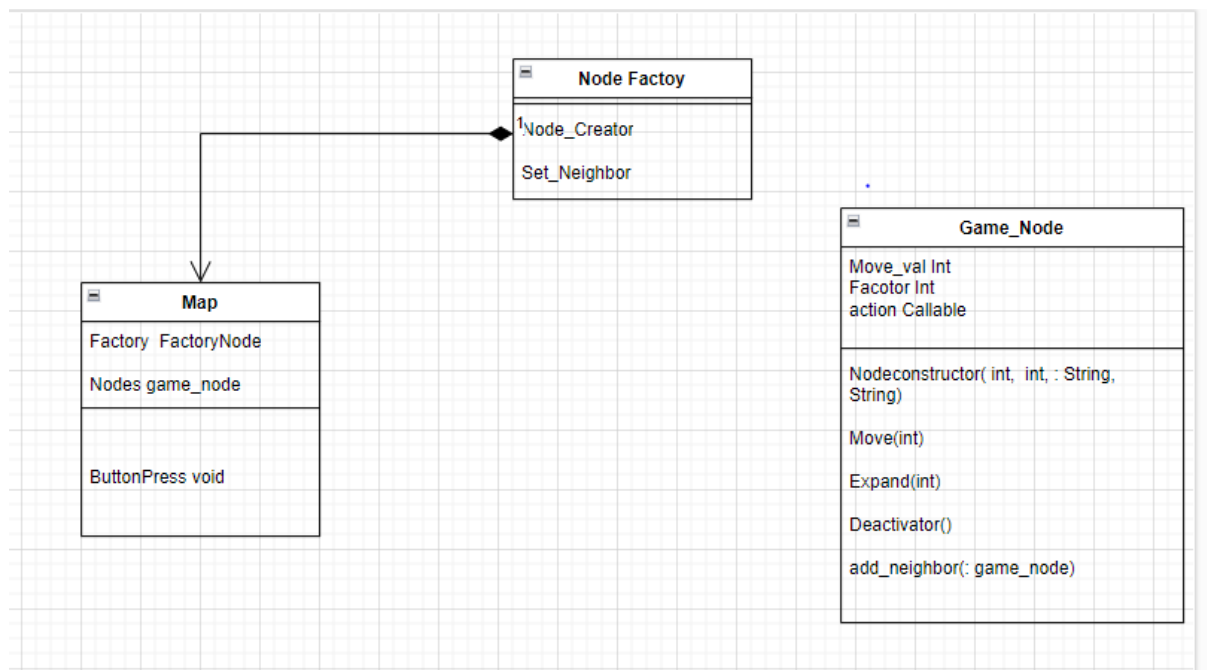 Node Factoy
1
Node_Creator
Set_Neighbor
Map
Factory FactoryNode
Nodes game_node
ButtonPress void
Game_Node
Move_val Int
Facotor Int
action Callable
Nodeconstructor( int, int, : String,
String)
Move(int)
Expand(int)
Deactivator()
add_neighbor(: game_node)